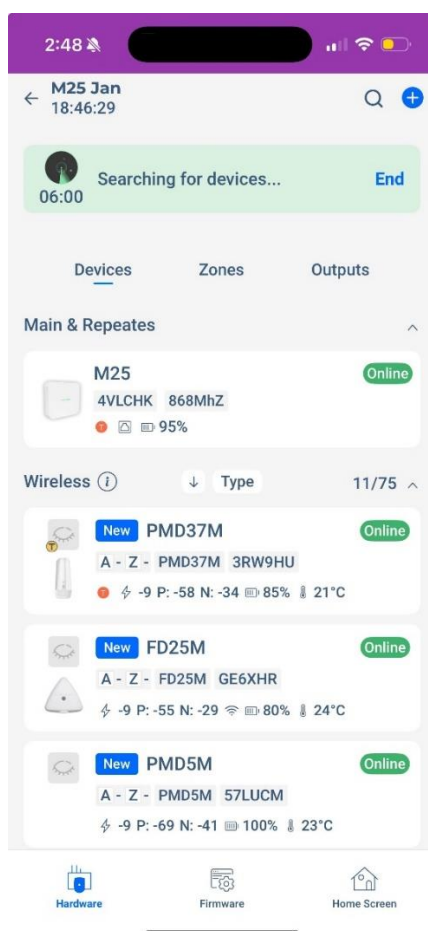 2:48
M25 Jan
18:46:29
06:00 Searching for devices... End
Devices Zones Outputs
Main & Repeates
M25 Online
4VLCHK 868MhZ
95%
Wireless i ↓ Type 11/75
New PMD37M Online
A - Z - PMD37M 3RW9HU
-9 P: -58 N: -34 85% 21°C
New FD25M Online
A - Z - FD25M GE6XHR
-9 P: -55 N: -29 80% 24°C
New PMD5M Online
A - Z - PMD5M 57LUCM
-9 P: -69 N: -41 100% 23°C
Hardware Firmware Home Screen